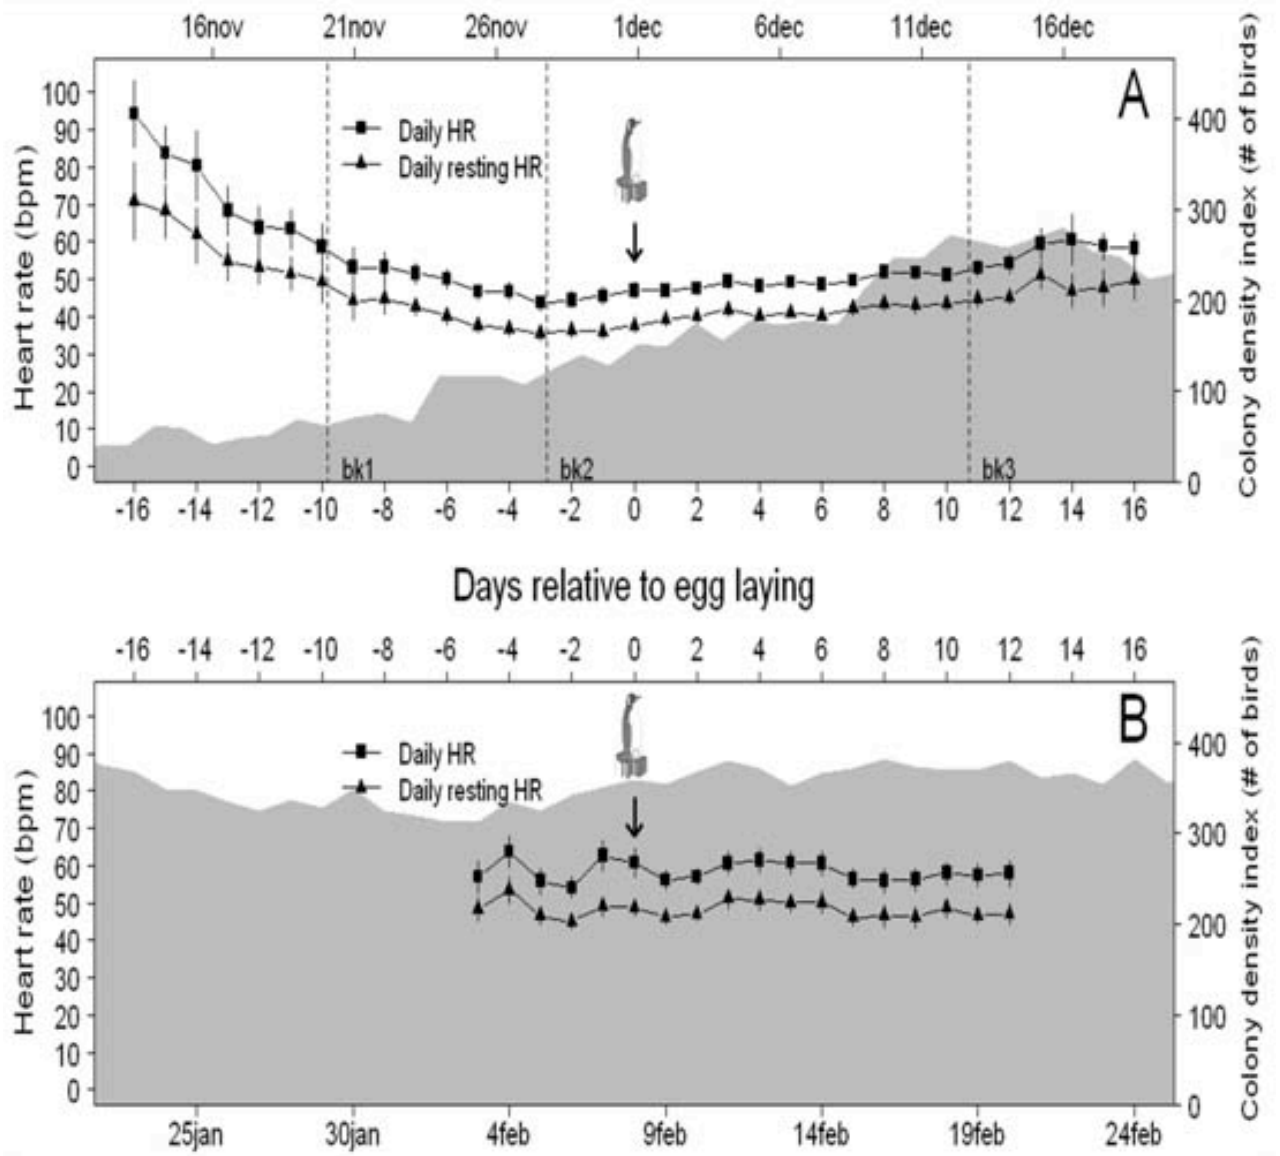 16nov 21nov 26nov 1dec 6dec 11dec 16dec
A
Heart rate (bpm)
100
90
80
70
60
50
40
30
20
10
0
Daily HR
Daily resting HR
bk1 bk2 bk3
Colony density index (# of birds)
400
300
200
100
0
-16 -14 -12 -10 -8 -6 -4 -2 0 2 4 6 8 10 12 14 16
Days relative to egg laying
-16 -14 -12 -10 -8 -6 -4 -2 0 2 4 6 8 10 12 14 16
B
Heart rate (bpm)
100
90
80
70
60
50
40
30
20
10
0
Daily HR
Daily resting HR
Colony density index (# of birds)
400
300
200
100
0
25jan 30jan 4feb 9feb 14feb 19feb 24feb